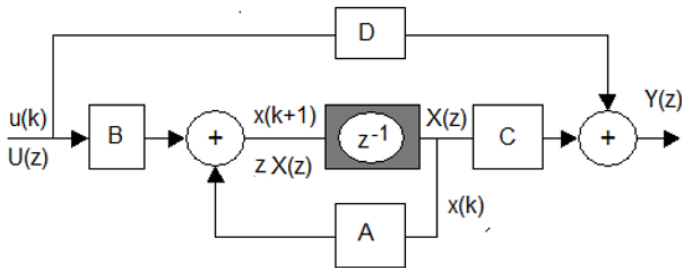 D
u(k)
U(z)
B
+
x(k+1)
z X(z)
z⁻¹
X(z)
C
+
Y(z)
A
x(k)